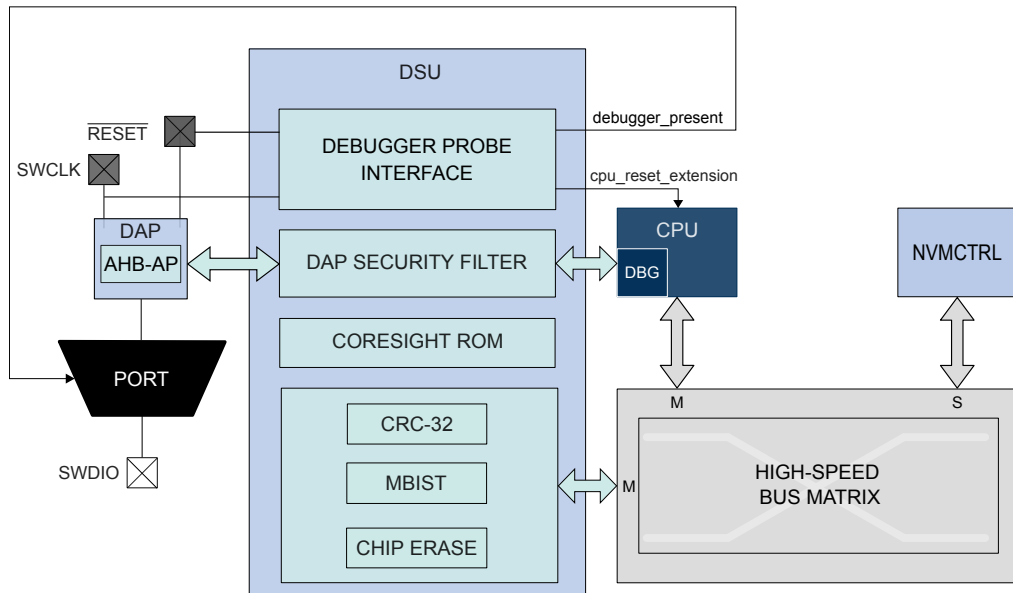 DSU
debugger_present
RESET
DEBUGGER PROBE
INTERFACE
SWCLK
cpu_reset_extension
DAP
AHB-AP
DAP SECURITY FILTER
CPU
DBG
NVMCTRL
CORESIGHT ROM
PORT
M
S
CRC-32
SWDIO
MBIST
M
HIGH-SPEED
BUS MATRIX
CHIP ERASE